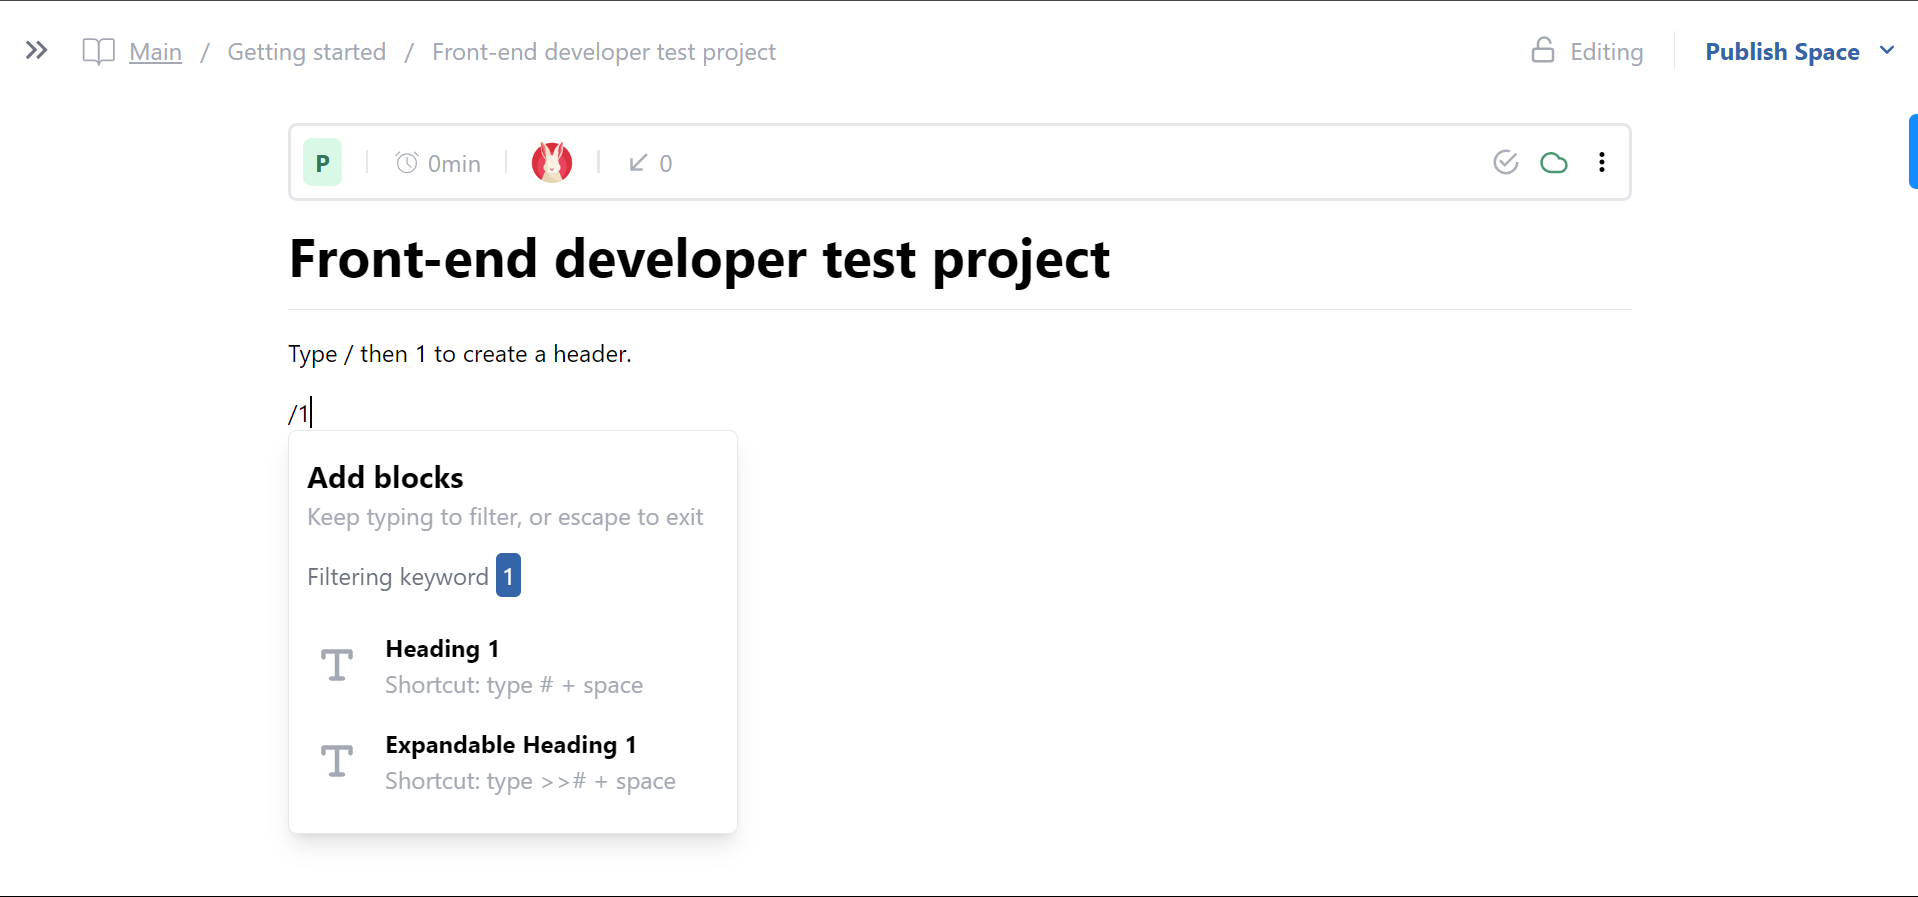 Main / Getting started / Front-end developer test project
Editing
Publish Space
P
0min
0
Front-end developer test project
Type / then 1 to create a header.
/1
Add blocks
Keep typing to filter, or escape to exit
Filtering keyword 1
Heading 1
Shortcut: type # + space
Expandable Heading 1
Shortcut: type >># + space